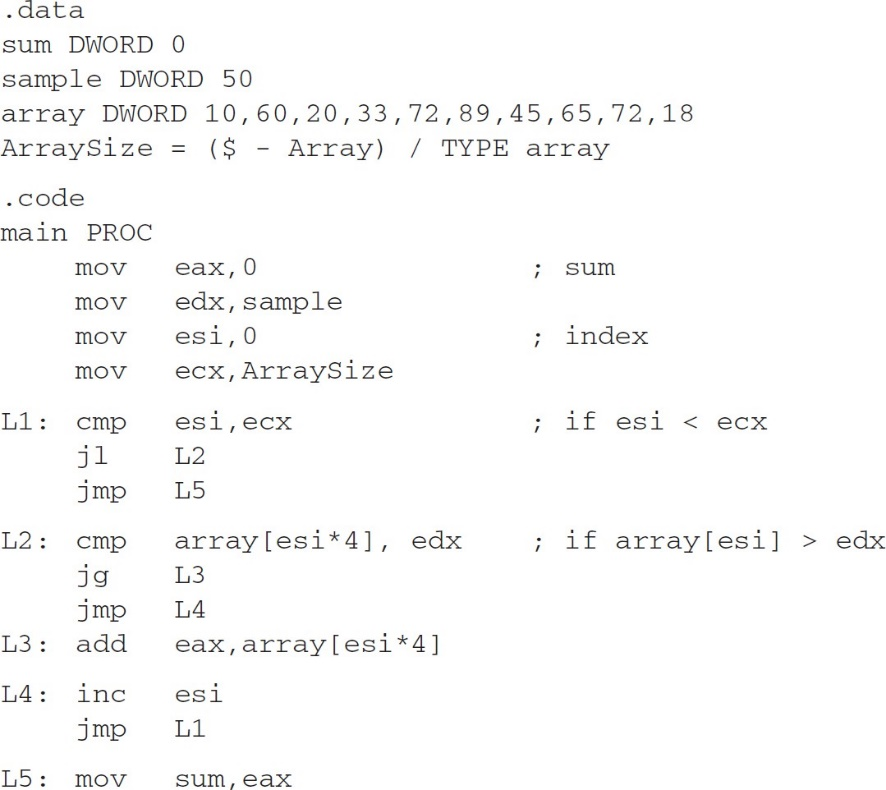 .data
sum DWORD 0
sample DWORD 50
array DWORD 10,60,20,33,72,89,45,65,72,18
ArraySize = ($ - Array) / TYPE array
.code
main PROC
mov eax,0 ; sum
mov edx,sample
mov esi,0 ; index
mov ecx,ArraySize
L1: cmp esi,ecx ; if esi < ecx
jl L2
jmp L5
L2: cmp array[esi*4], edx ; if array[esi] > edx
jg L3
jmp L4
L3: add eax,array[esi*4]
L4: inc esi
jmp L1
L5: mov sum,eax